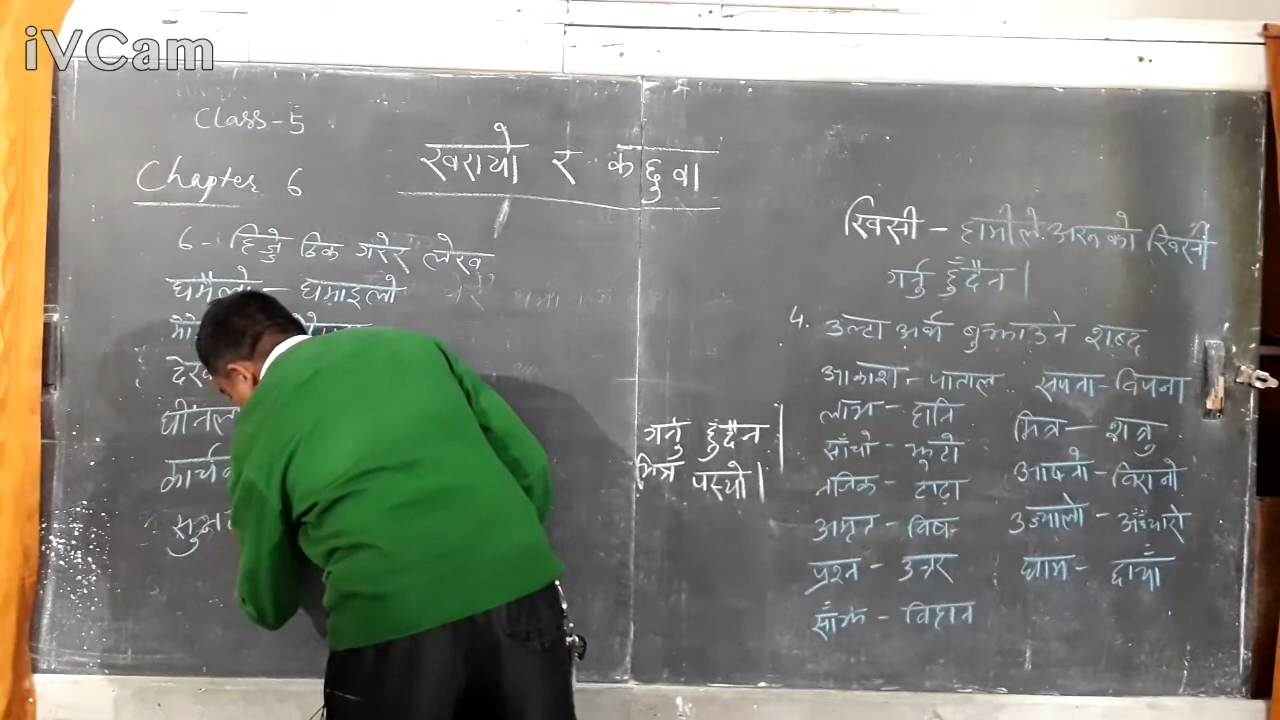 iVCam
Class-5
Chapter 6
खरायो र कछुवा
6- हिज्जे ठिक गरेर लेख
घमैलो - घमाइलो
गर्नु हुँदैन।
पस्यो।
खिसी - हामीले अरुको खिसी
गर्नु हुँदैन।
4. उल्टा अर्थ बुझाउने शब्द
आकाश - पाताल सपना - विपना
लाभ - हानि मित्र - शत्रु
साँचो - झूटो आफ्नो - विरानो
नजिक - टाढा उज्यालो - अँध्यारो
अमृत - विष घाम - छायाँ
प्रश्न - उत्तर
साँझ - विहान